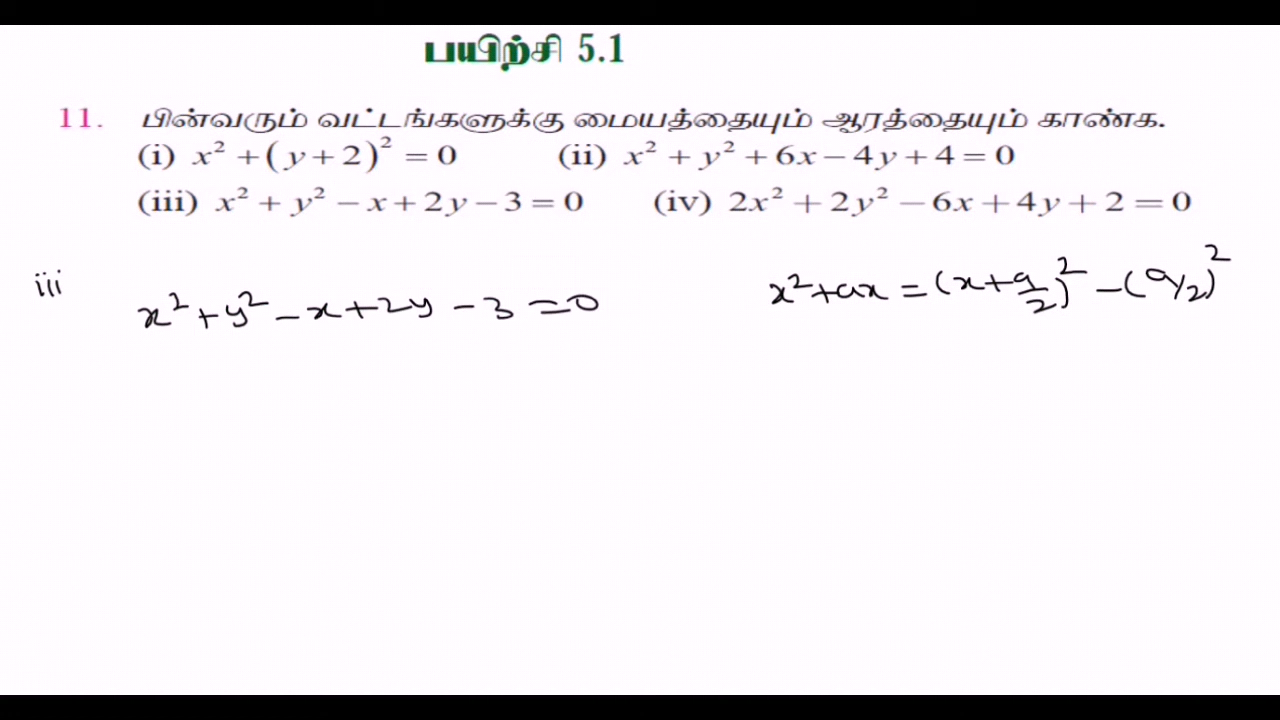 பயிற்சி 5.1
11. பின்வரும் வட்டங்களுக்கு மையத்தையும் ஆரத்தையும் காண்க.
(i) x² + (y + 2)² = 0 (ii) x² + y² + 6x − 4y + 4 = 0
(iii) x² + y² − x + 2y − 3 = 0 (iv) 2x² + 2y² − 6x + 4y + 2 = 0
iii x² + y² − x + 2y − 3 = 0 x² + ax = (x + a/2)² − (a/2)²